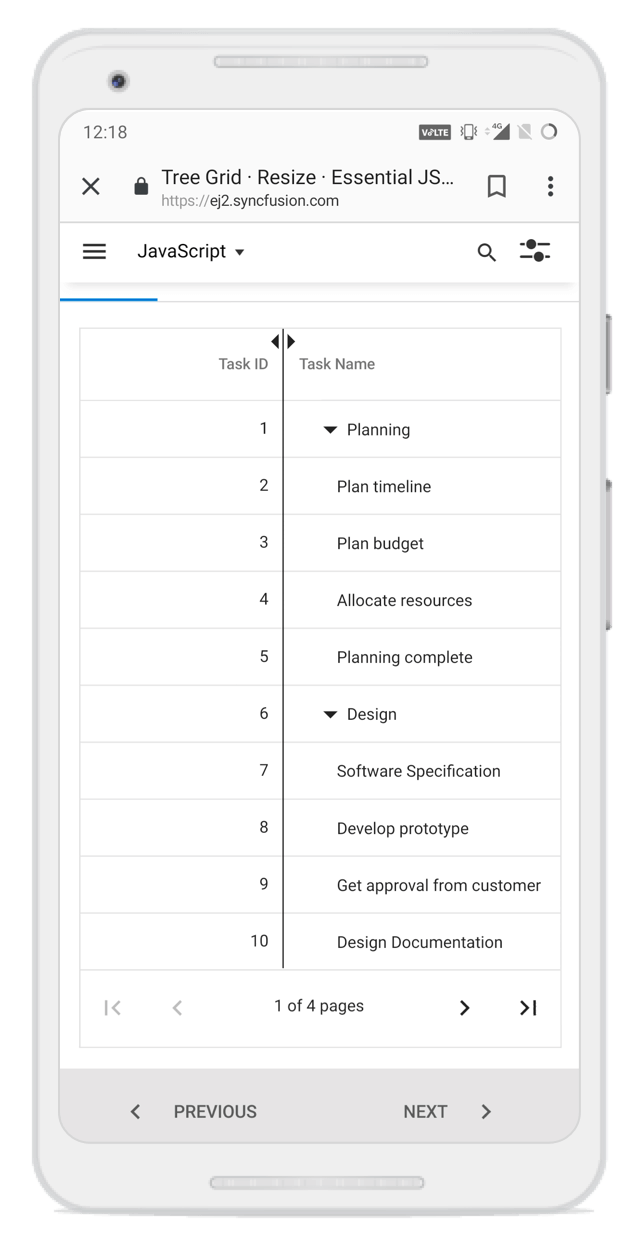 12:18
VoLTE
4G
Tree Grid · Resize · Essential JS...
https://ej2.syncfusion.com
JavaScript
Task ID Task Name
1 Planning
2 Plan timeline
3 Plan budget
4 Allocate resources
5 Planning complete
6 Design
7 Software Specification
8 Develop prototype
9 Get approval from customer
10 Design Documentation
1 of 4 pages
PREVIOUS NEXT